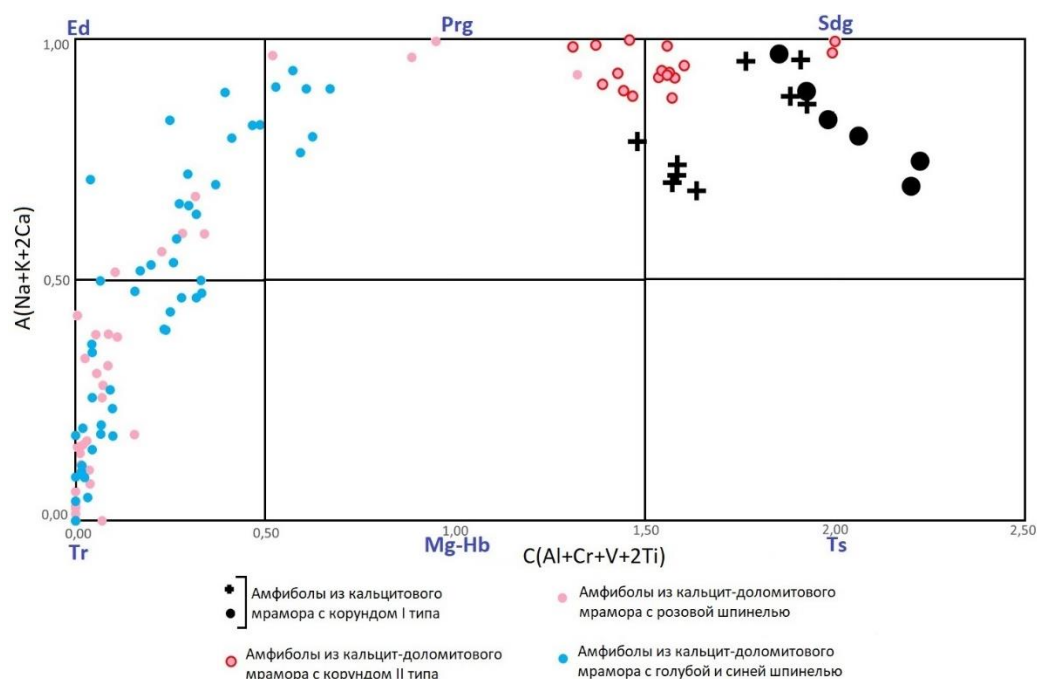 Ed Prg Sdg
1,00
A(Na+K+2Ca)
0,50
0,00
0,00 0,50 1,00 1,50 2,00 2,50
Tr Mg-Hb Ts
C(Al+Cr+V+2Ti)
Амфиболы из кальцитового
мрамора с корундом I типа
Амфиболы из кальцит-доломитового
мрамора с розовой шпинелью
Амфиболы из кальцит-доломитового
мрамора с корундом II типа
Амфиболы из кальцит-доломитового
мрамора с голубой и синей шпинелью